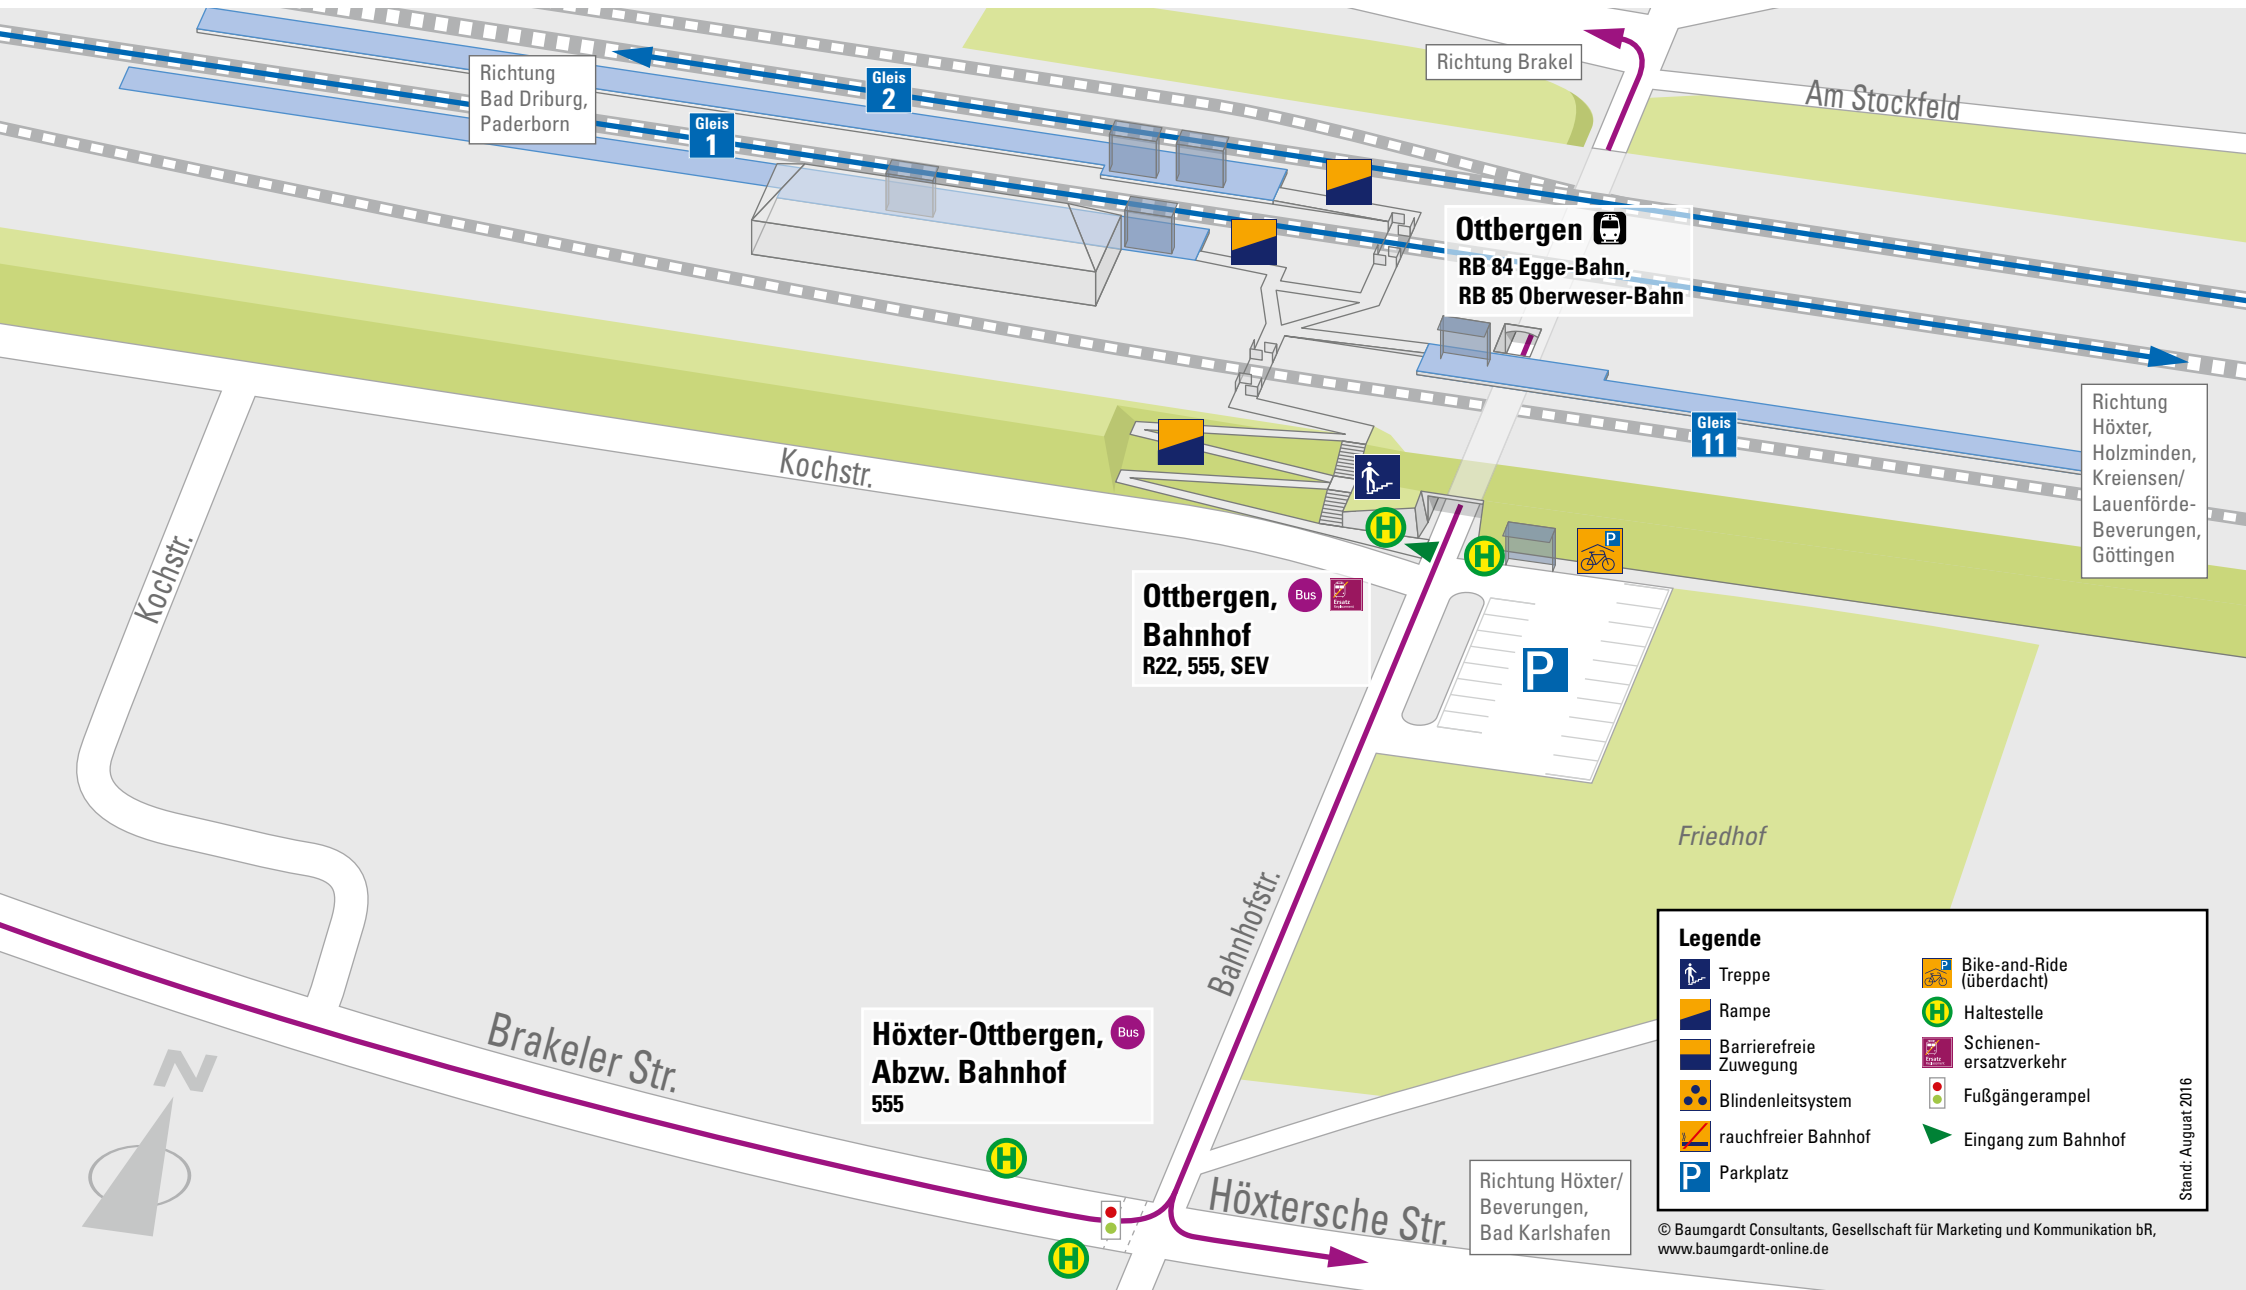 Richtung
Bad Driburg,
Paderborn
Gleis
2
Gleis
1
Richtung Brakel
Am Stockfeld
Ottbergen
RB 84 Egge-Bahn,
RB 85 Oberweser-Bahn
Gleis
11
Richtung
Höxter,
Holzminden,
Kreiensen/
Lauenförde-
Beverungen,
Göttingen
Kochstr.
Kochstr.
H
H
P
Ottbergen, Bus Ersatz
Bahnhof
R22, 555, SEV
P
Friedhof
Bahnhofstr.
Brakeler Str.
Höxter-Ottbergen, Bus
Abzw. Bahnhof
555
H
H
Höxtersche Str.
Richtung Höxter/
Beverungen,
Bad Karlshafen
N
Legende
Treppe
Rampe
Barrierefreie
Zuwegung
Blindenleitsystem
rauchfreier Bahnhof
P Parkplatz
P Bike-and-Ride
(überdacht)
H Haltestelle
Ersatz Schienen-
ersatzverkehr
Fußgängerampel
Eingang zum Bahnhof
Stand: Auguat 2016
© Baumgardt Consultants, Gesellschaft für Marketing und Kommunikation bR,
www.baumgardt-online.de